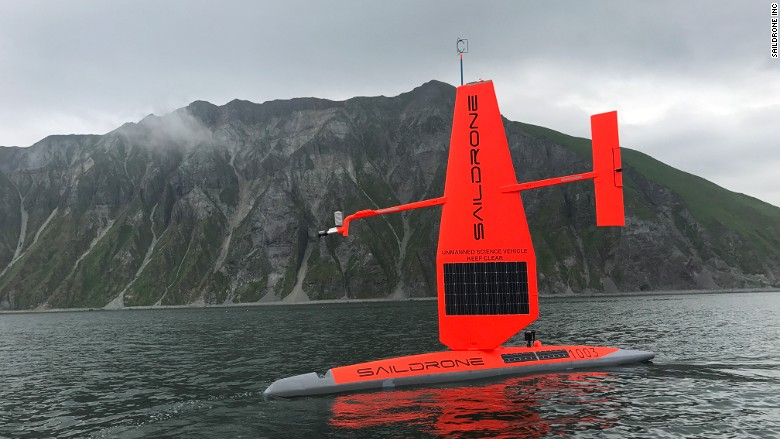 SAILDRONE INC
SAILDRONE
UNMANNED SCIENCE VEHICLE
KEEP CLEAR
SAILDRONE
1003